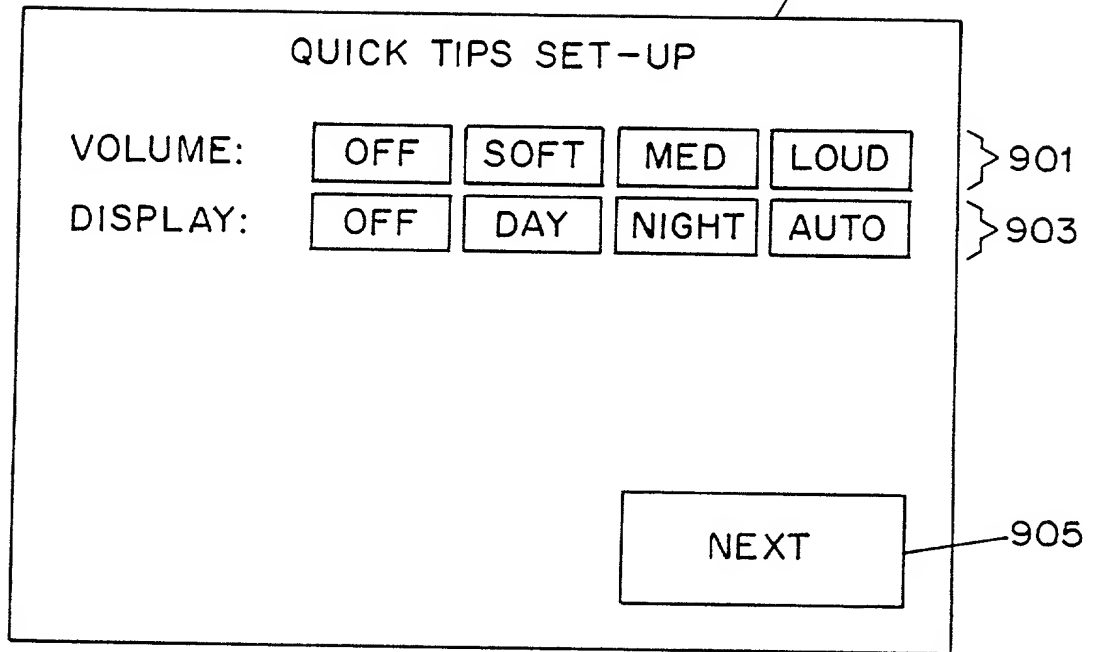 QUICK TIPS SET-UP
VOLUME: OFF SOFT MED LOUD 901
DISPLAY: OFF DAY NIGHT AUTO 903
NEXT 905